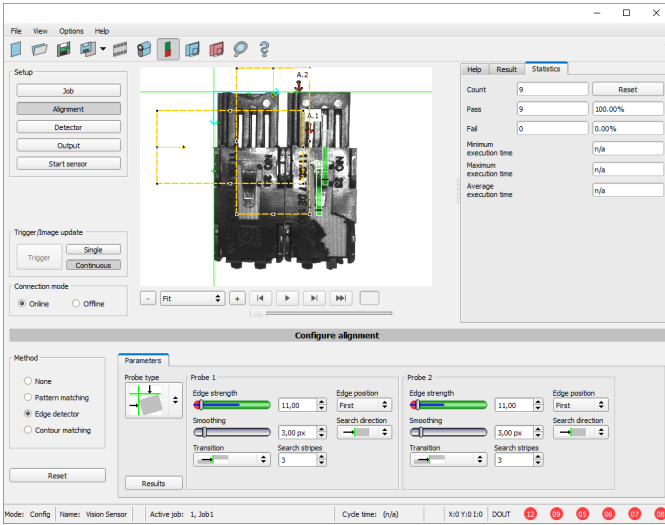 File View Options Help
Setup
Job
Alignment
Detector
Output
Start sensor
Trigger/Image update
Trigger
Single
Continuous
Connection mode
Online Offline
A.2
A.1
- Fit +
Help Result Statistics
Count 9 Reset
Pass 9 100.00%
Fail 0 0.00%
Minimum
execution time n/a
Maximum
execution time n/a
Average
execution time n/a
Configure alignment
Method
None
Pattern matching
Edge detector
Contour matching
Reset
Parameters
Probe type
Results
Probe 1
Edge strength Edge position
11,00 First
Smoothing Search direction
3,00 px
Transition Search stripes
3
Probe 2
Edge strength Edge position
11,00 First
Smoothing Search direction
3,00 px
Transition Search stripes
3
Mode: Config Name: Vision Sensor Active job: 1, Job1 Cycle time: (n/a) X:0 Y:0 I:0 DOUT 12 09 05 06 07 08